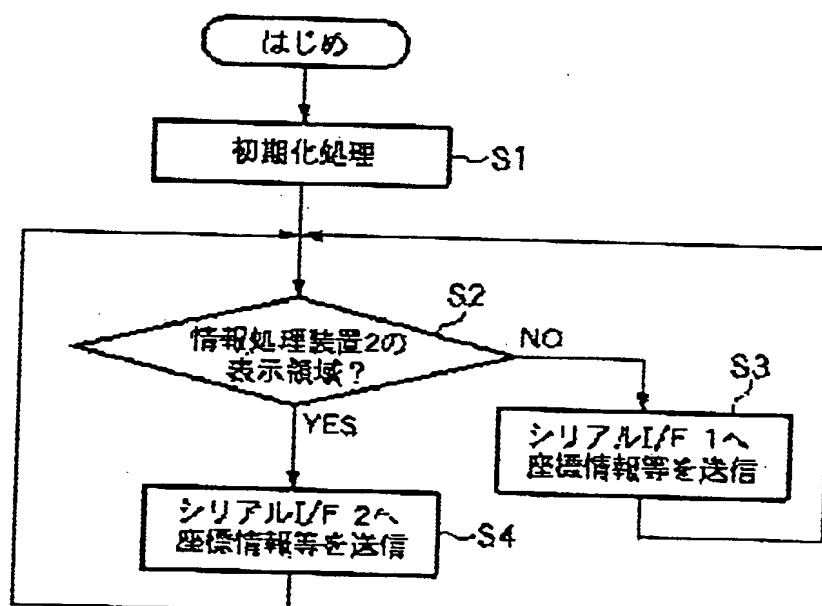 はじめ
初期化処理
S1
S2
情報処理装置2の
表示領域?
NO
YES
S3
シリアルI/F 1へ
座標情報等を送信
シリアルI/F 2へ
座標情報等を送信
S4